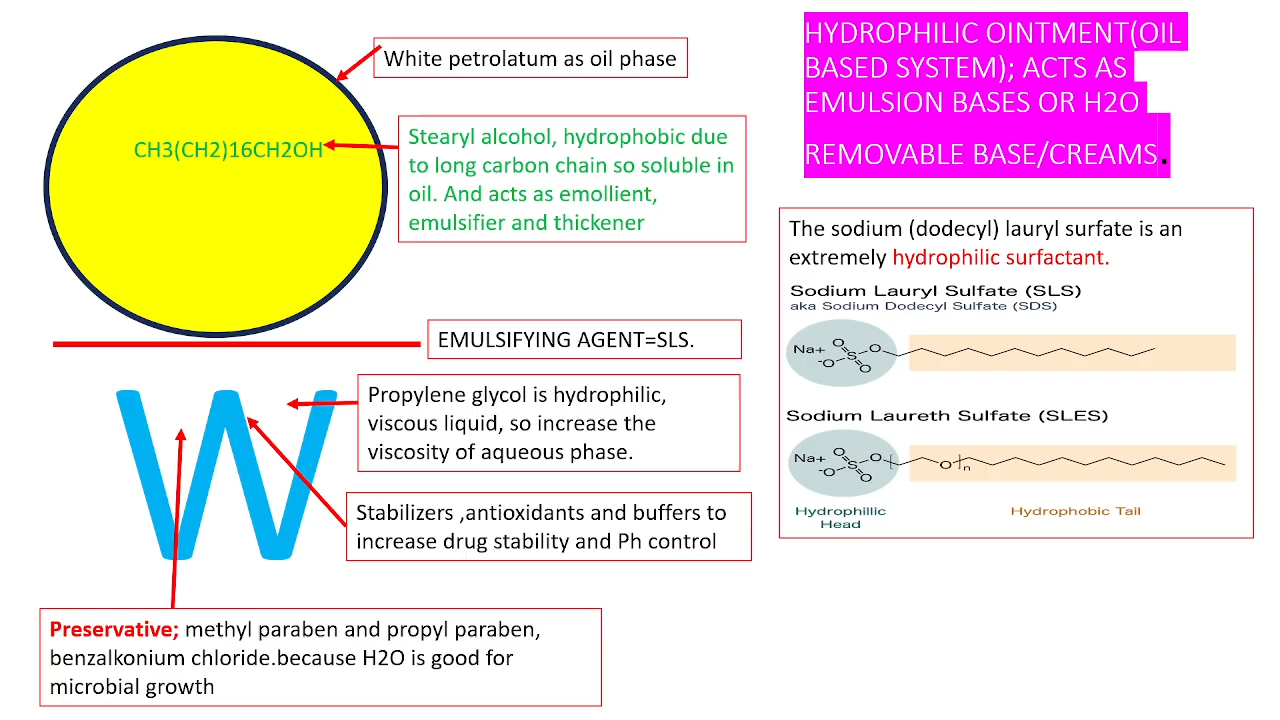 White petrolatum as oil phase
CH3(CH2)16CH2OH
Stearyl alcohol, hydrophobic due
to long carbon chain so soluble in
oil. And acts as emollient,
emulsifier and thickener
EMULSIFYING AGENT=SLS.
W
Propylene glycol is hydrophilic,
viscous liquid, so increase the
viscosity of aqueous phase.
Stabilizers ,antioxidants and buffers to
increase drug stability and Ph control
Preservative; methyl paraben and propyl paraben,
benzalkonium chloride.because H2O is good for
microbial growth
HYDROPHILIC OINTMENT(OIL
BASED SYSTEM); ACTS AS
EMULSION BASES OR H2O
REMOVABLE BASE/CREAMS.
The sodium (dodecyl) lauryl surfate is an
extremely hydrophilic surfactant.
Sodium Lauryl Sulfate (SLS)
aka Sodium Dodecyl Sulfate (SDS)
Na+ -O S O O O
Sodium Laureth Sulfate (SLES)
Na+ -O S O O O O n
Hydrophillic
Head
Hydrophobic Tail